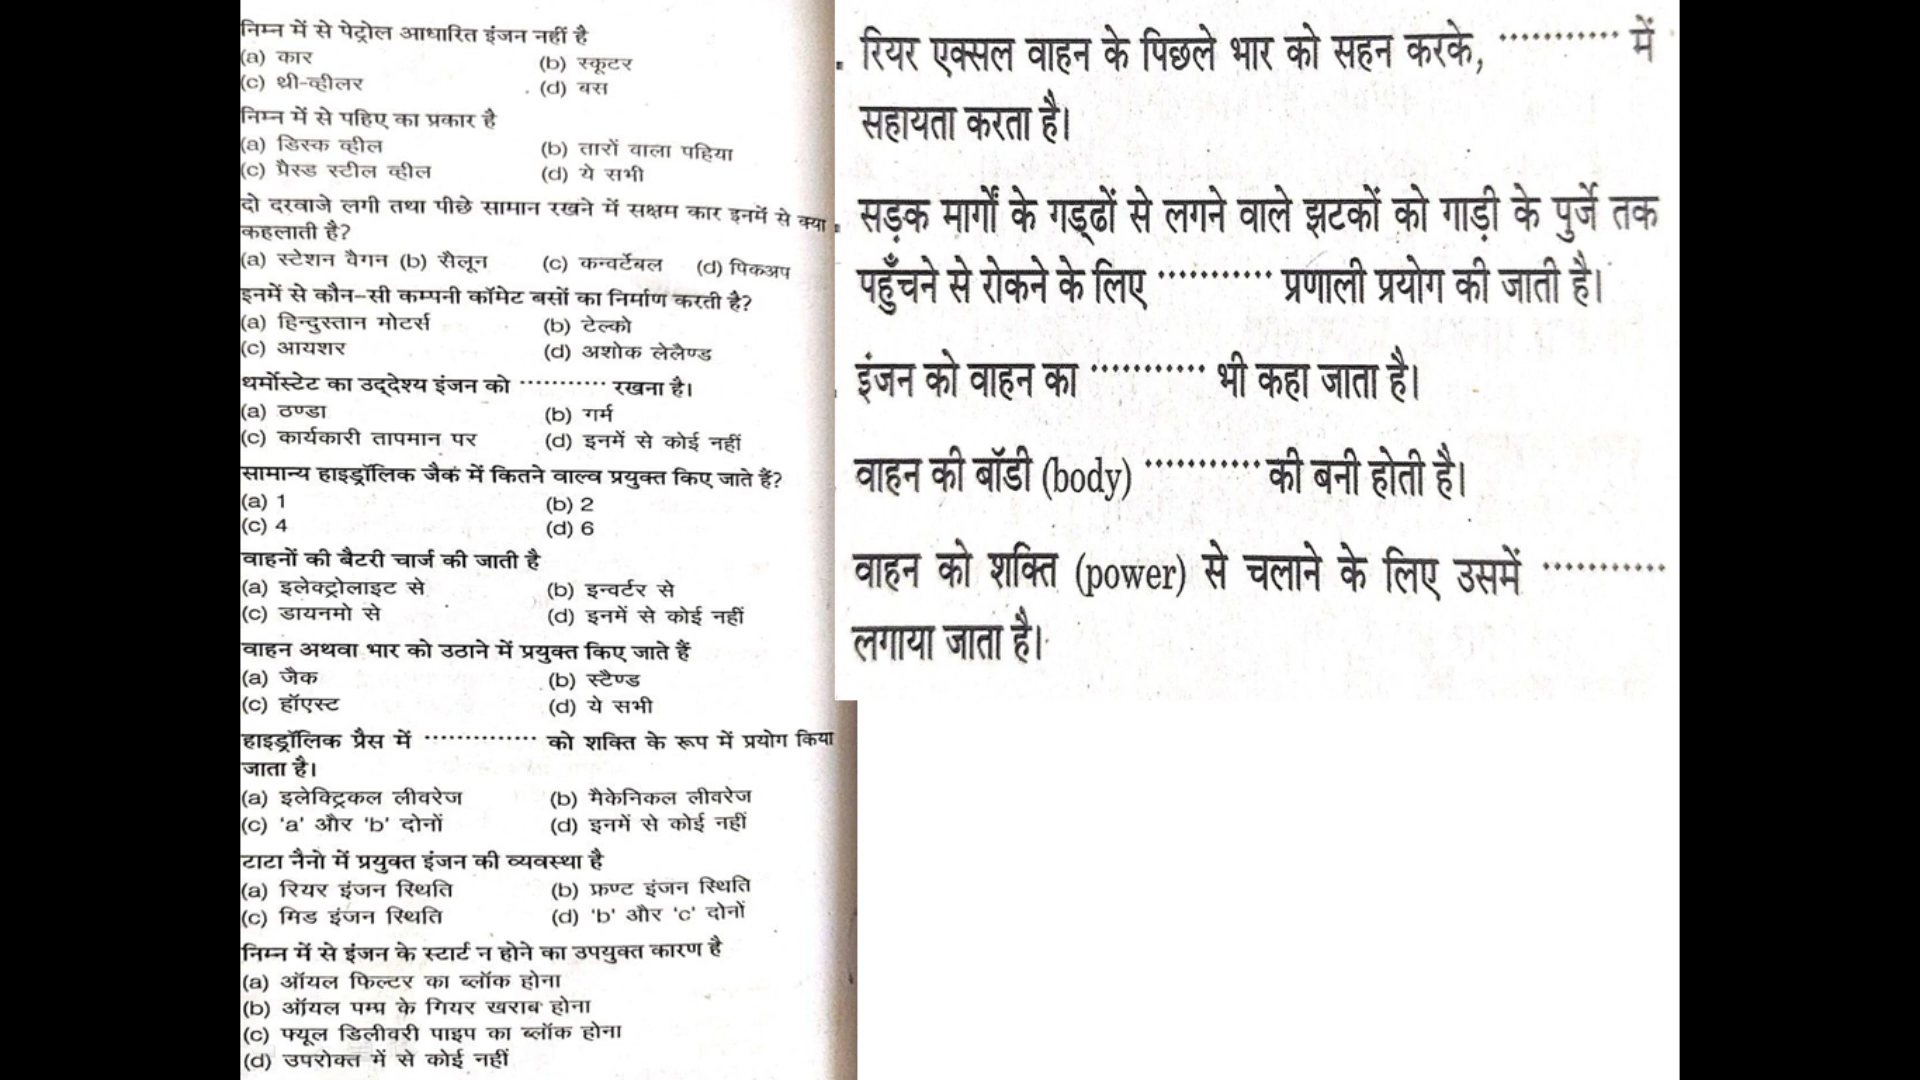 निम्न में से पेट्रोल आधारित इंजन नहीं है
(a) कार (b) स्कूटर
(c) थ्री-व्हीलर (d) बस
निम्न में से पहिए का प्रकार है
(a) डिस्क व्हील (b) तारों वाला पहिया
(c) प्रैस्ड स्टील व्हील (d) ये सभी
दो दरवाजे लगी तथा पीछे सामान रखने में सक्षम कार इनमें से क्या
कहलाती है?
(a) स्टेशन वैगन (b) सैलून (c) कन्वर्टेबल (d) पिकअप
इनमें से कौन-सी कम्पनी कॉमेट बसों का निर्माण करती है?
(a) हिन्दुस्तान मोटर्स (b) टेल्को
(c) आयशर (d) अशोक लेलैण्ड
थर्मोस्टेट का उद्देश्य इंजन को ........... रखना है।
(a) ठण्डा (b) गर्म
(c) कार्यकारी तापमान पर (d) इनमें से कोई नहीं
सामान्य हाइड्रॉलिक जैक में कितने वाल्व प्रयुक्त किए जाते हैं?
(a) 1 (b) 2
(c) 4 (d) 6
वाहनों की बैटरी चार्ज की जाती है
(a) इलेक्ट्रोलाइट से (b) इन्वर्टर से
(c) डायनमो से (d) इनमें से कोई नहीं
वाहन अथवा भार को उठाने में प्रयुक्त किए जाते हैं
(a) जैक (b) स्टैण्ड
(c) हॉएस्ट (d) ये सभी
हाइड्रॉलिक प्रैस में .............. को शक्ति के रूप में प्रयोग किया
जाता है।
(a) इलेक्ट्रिकल लीवरेज (b) मैकेनिकल लीवरेज
(c) 'a' और 'b' दोनों (d) इनमें से कोई नहीं
टाटा नैनो में प्रयुक्त इंजन की व्यवस्था है
(a) रियर इंजन स्थिति (b) फ्रण्ट इंजन स्थिति
(c) मिड इंजन स्थिति (d) 'b' और 'c' दोनों
निम्न में से इंजन के स्टार्ट न होने का उपयुक्त कारण है
(a) ऑयल फिल्टर का ब्लॉक होना
(b) ऑयल पम्प के गियर खराब होना
(c) फ्यूल डिलीवरी पाइप का ब्लॉक होना
(d) उपरोक्त में से कोई नहीं
रियर एक्सल वाहन के पिछले भार को सहन करके, ............ में
सहायता करता है।
सड़क मार्गों के गड्ढों से लगने वाले झटकों को गाड़ी के पुर्जे तक
पहुँचने से रोकने के लिए ............ प्रणाली प्रयोग की जाती है।
इंजन को वाहन का ............ भी कहा जाता है।
वाहन की बॉडी (body) ............ की बनी होती है।
वाहन को शक्ति (power) से चलाने के लिए उसमें ............
लगाया जाता है।